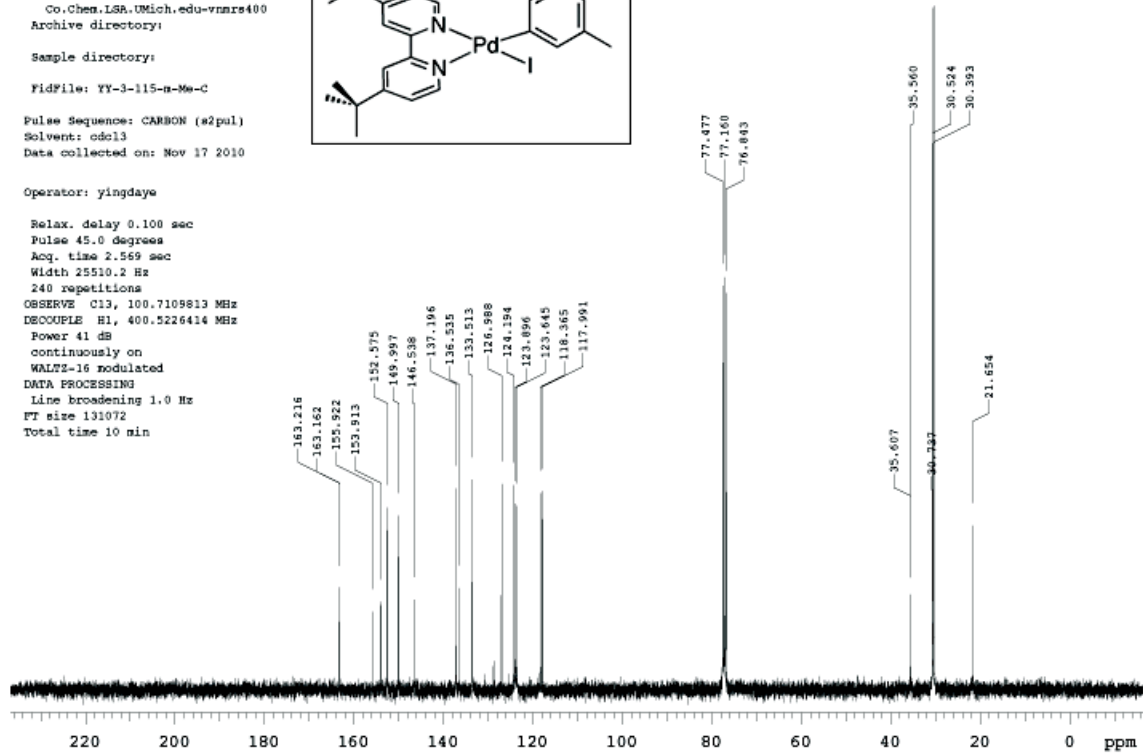 Co.Chem.LSA.UMich.edu-vnmrs400
Archive directory:
Sample directory:
FidFile: YY-3-115-m-Me-C
Pulse Sequence: CARBON (s2pul)
Solvent: cdcl3
Data collected on: Nov 17 2010
Operator: yingdaye
Relax. delay 0.100 sec
Pulse 45.0 degrees
Acq. time 2.569 sec
Width 25510.2 Hz
240 repetitions
OBSERVE C13, 100.7109813 MHz
DECOUPLE H1, 400.5226414 MHz
Power 41 dB
continuously on
WALTZ-16 modulated
DATA PROCESSING
Line broadening 1.0 Hz
FT size 131072
Total time 10 min
N
Pd
N
I
163.216
163.162
155.922
153.913
152.575
149.997
146.538
137.196
136.535
133.513
126.988
124.194
123.896
123.645
118.365
117.991
77.477
77.160
76.843
35.607
35.560
30.737
30.524
30.393
21.654
220 200 180 160 140 120 100 80 60 40 20 0 ppm